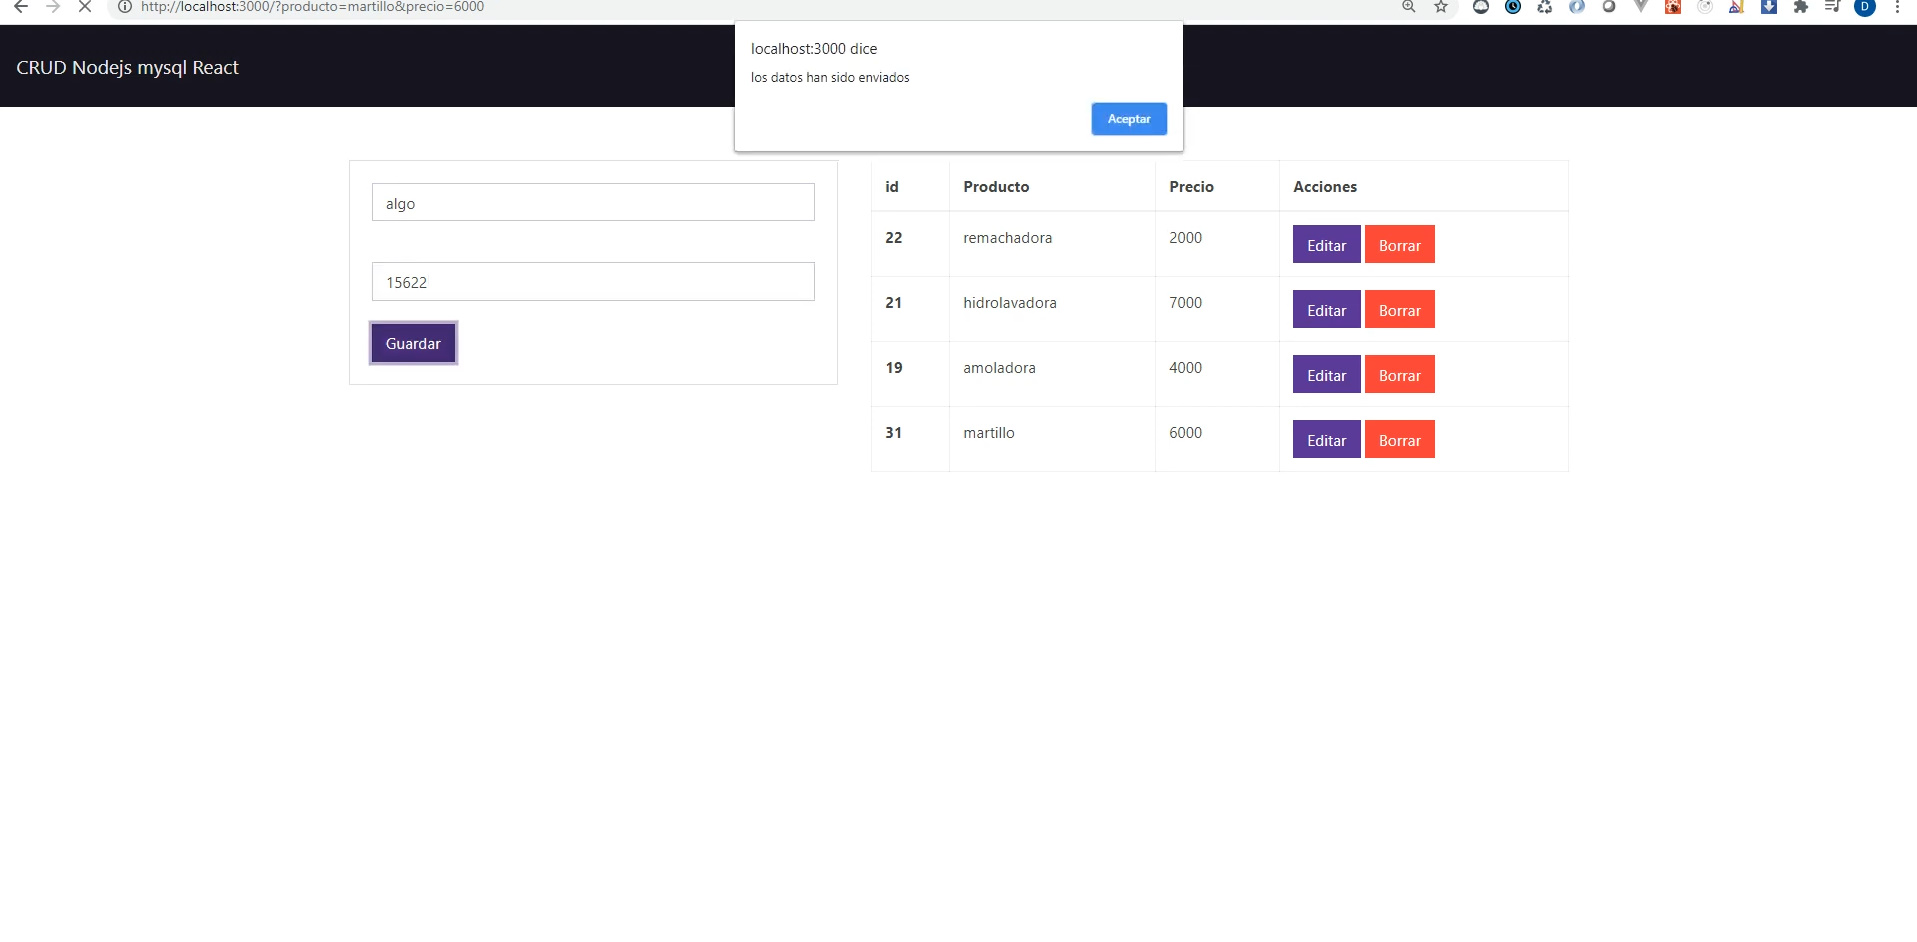 http://localhost:3000/?producto=martillo&precio=6000
D
CRUD Nodejs mysql React
localhost:3000 dice
los datos han sido enviados
Aceptar
algo
15622
Guardar
id Producto Precio Acciones
22 remachadora 2000 Editar Borrar
21 hidrolavadora 7000 Editar Borrar
19 amoladora 4000 Editar Borrar
31 martillo 6000 Editar Borrar